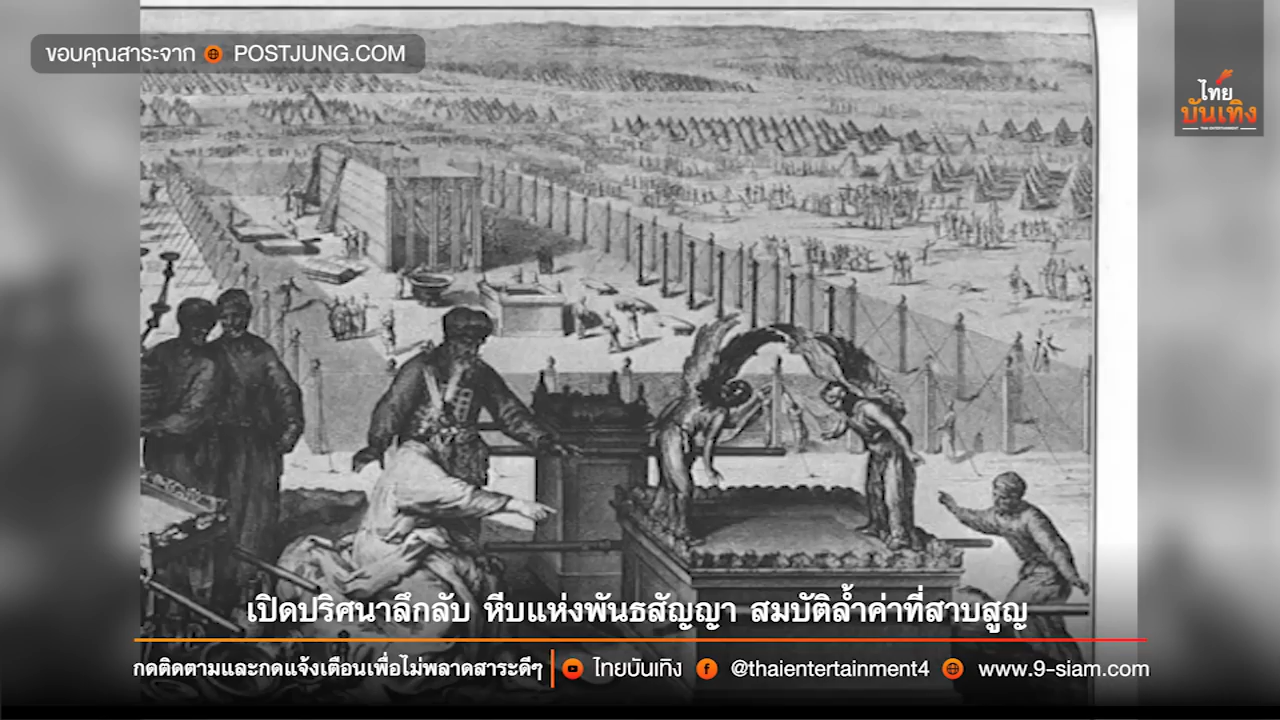 ขอบคุณสาระจาก POSTJUNG.COM
ไทย
บันเทิง
THAI ENTERTAINMENT
เปิดปริศนาลึกลับ หีบแห่งพันธสัญญา สมบัติล้ำค่าที่สาบสูญ
กดติดตามและกดแจ้งเตือนเพื่อไม่พลาดสาระดีๆ ไทยบันเทิง @thaientertainment4 www.9-siam.com